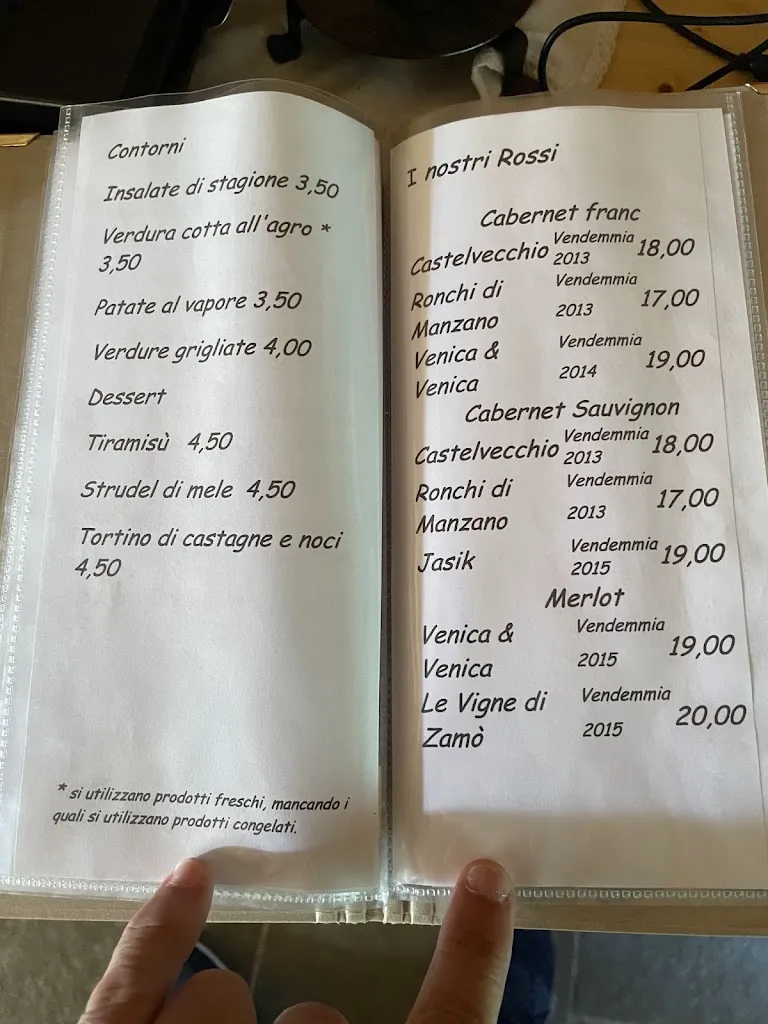 Contorni
Insalate di stagione 3,50
Verdura cotta all'agro *
3,50
Patate al vapore 3,50
Verdure grigliate 4,00
Dessert
Tiramisù 4,50
Strudel di mele 4,50
Tortino di castagne e noci
4,50
* si utilizzano prodotti freschi, mancando i
quali si utilizzano prodotti congelati.
I nostri Rossi
Cabernet franc
Castelvecchio Vendemmia 2013 18,00
Ronchi di
Manzano Vendemmia 2013 17,00
Venica &
Venica Vendemmia 2014 19,00
Cabernet Sauvignon
Castelvecchio Vendemmia 2013 18,00
Ronchi di
Manzano Vendemmia 2013 17,00
Jasik Vendemmia 2015 19,00
Merlot
Venica &
Venica Vendemmia 2015 19,00
Le Vigne di
Zamò Vendemmia 2015 20,00